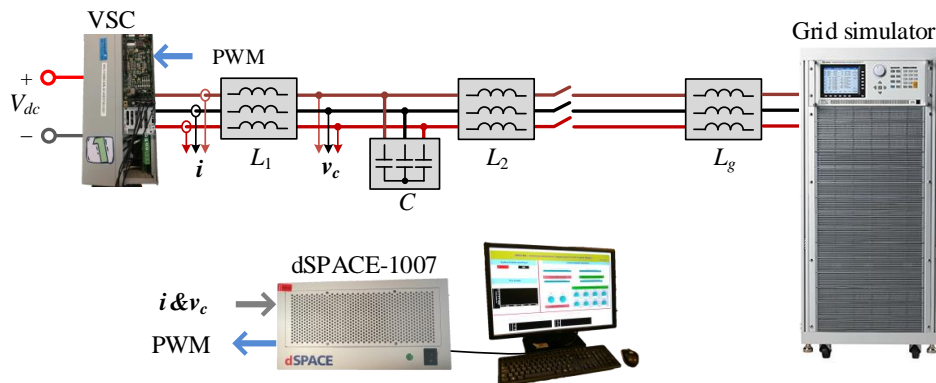 VSC
PWM
Grid simulator
+
V_dc
−
i
L_1
v_c
C
L_2
L_g
dSPACE-1007
i & v_c
PWM
dSPACE